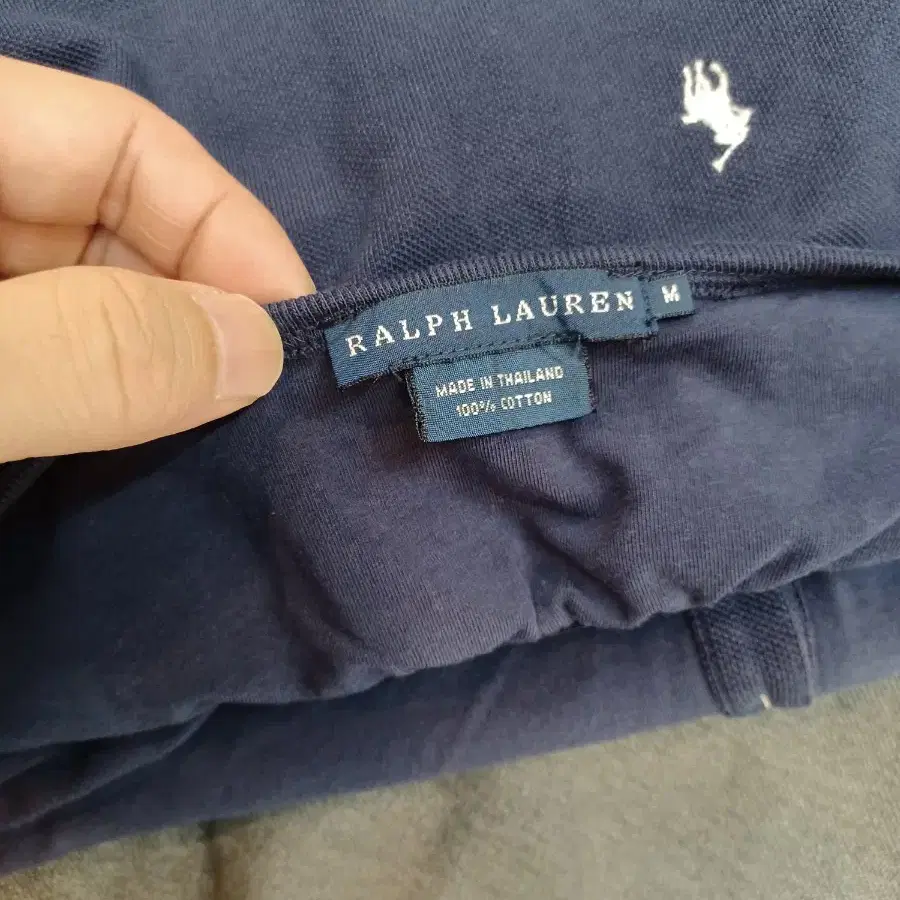 RALPH LAUREN M
MADE IN THAILAND
100% COTTON